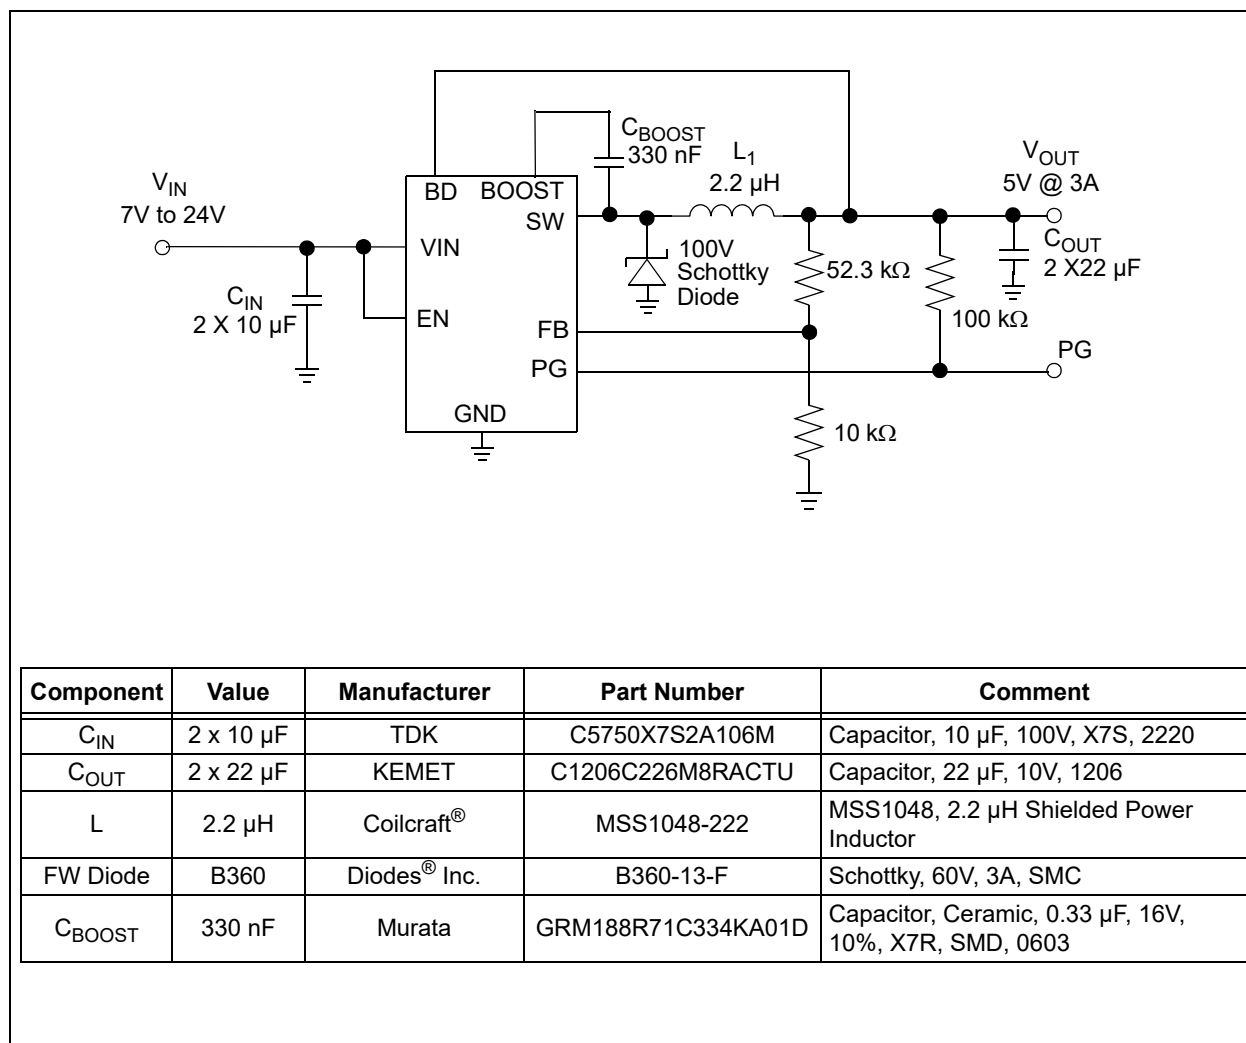 C_BOOST
330 nF
L_1
2.2 µH
V_OUT
5V @ 3A
V_IN
7V to 24V
BD
BOOST
SW
VIN
EN
FB
PG
GND
100V
Schottky
Diode
52.3 kΩ
C_OUT
2 X22 µF
C_IN
2 X 10 µF
100 kΩ
PG
10 kΩ
Component Value Manufacturer Part Number Comment
C_IN 2 x 10 µF TDK C5750X7S2A106M Capacitor, 10 µF, 100V, X7S, 2220
C_OUT 2 x 22 µF KEMET C1206C226M8RACTU Capacitor, 22 µF, 10V, 1206
L 2.2 µH Coilcraft® MSS1048-222 MSS1048, 2.2 µH Shielded Power
Inductor
FW Diode B360 Diodes® Inc. B360-13-F Schottky, 60V, 3A, SMC
C_BOOST 330 nF Murata GRM188R71C334KA01D Capacitor, Ceramic, 0.33 µF, 16V,
10%, X7R, SMD, 0603